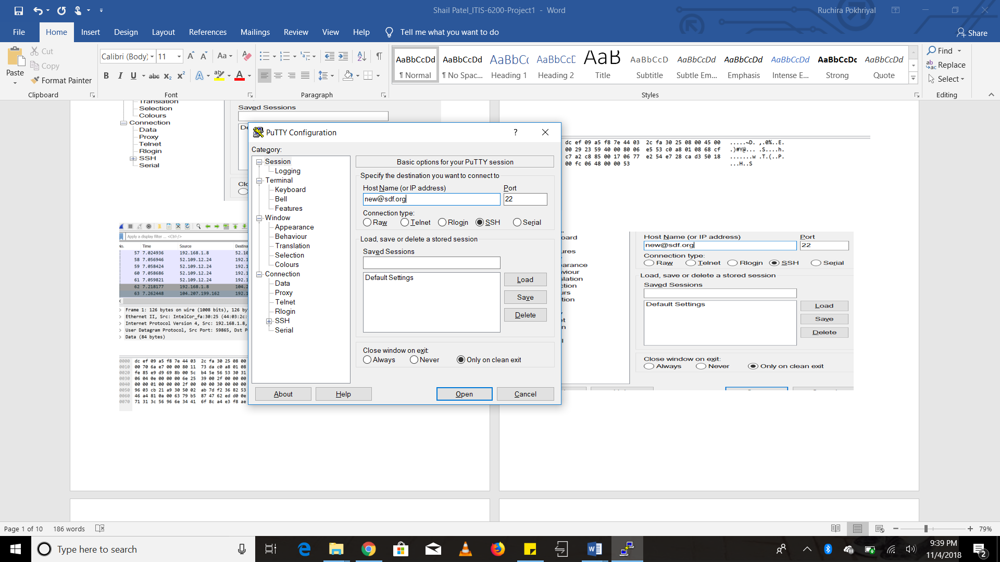 Shail Patel_ITIS-6200-Project1 - Word
Ruchira Pokhriyal
File Home Insert Design Layout References Mailings Review View Help Tell me what you want to do
Share
Paste
Cut
Copy
Format Painter
Clipboard
Calibri (Body) 11
Font
Paragraph
AaBbCcDd AaBbCcDd AaBbCc AaBbCcD AaB AaBbCcD AaBbCcDd AaBbCcDd AaBbCcDd AaBbCcDc AaBbCcDd
¶ Normal ¶ No Spac... Heading 1 Heading 2 Title Subtitle Subtle Em... Emphasis Intense E... Strong Quote
Styles
Find
Replace
Select
Editing
Translation
Selection
Colours
Connection
Data
Proxy
Telnet
Rlogin
SSH
Serial
Saved Sessions
PuTTY Configuration
Category:
Session
Logging
Terminal
Keyboard
Bell
Features
Window
Appearance
Behaviour
Translation
Selection
Colours
Connection
Data
Proxy
Telnet
Rlogin
SSH
Serial
Basic options for your PuTTY session
Specify the destination you want to connect to
Host Name (or IP address) Port
new@sdf.org 22
Connection type:
Raw Telnet Rlogin SSH Serial
Load, save or delete a stored session
Saved Sessions
Default Settings
Load
Save
Delete
Close window on exit:
Always Never Only on clean exit
About Help Open Cancel
Apply a display filter ... <Ctrl-/>
No. Time Source Destina
57 7.024936 192.168.1.8 52.10
58 7.056946 52.109.12.24 192.1
59 7.058424 52.109.12.24 192.1
60 7.058686 52.109.12.24 192.1
61 7.059821 52.109.12.24 192.1
62 7.218177 192.168.1.8 104.2
63 7.262448 104.207.199.162 192.1
Frame 1: 126 bytes on wire (1008 bits), 126 by
Ethernet II, Src: IntelCor_fa:30:25 (44:03:2c:
Internet Protocol Version 4, Src: 192.168.1.8,
User Datagram Protocol, Src Port: 59865, Dst P
Data (84 bytes)
0000 dc ef 09 a5 f8 7e 44 03 2c fa 30 25 08 00
0010 00 70 6a e7 00 00 80 11 73 da c0 a8 01 08
0020 fe 85 e9 d9 69 8b 00 5c b4 5e 56 53 30 31
0030 06 04 0e 00 00 00 6e 25 39 00 2f 00 00 00
0040 00 01 00 00 00 2f 00 00 00 30 00 00 00
0050 96 03 cb 21 a9 30 50 02 ab 7d f2 36 82 53
0060 46 a4 81 0a 00 63 79 b5 87 47 62 ed d0 0e
0070 71 31 3c 56 96 6e 34 41 6f 8c a4 e3 f8 ae
dc ef 09 a5 f8 7e 44 03 2c fa 30 25 08 00 45 00 .....~D. ,.0%..E.
00 29 23 59 40 00 80 06 e5 53 c0 a8 01 08 68 cf .)#Y@... .S....h.
c7 a2 c8 85 00 17 06 77 e2 54 e7 28 ca d3 50 18 .......w .T.(..P.
00 fc 06 48 00 00 53 ...H..S
Host Name (or IP address) Port
new@sdf.org 22
Connection type:
Raw Telnet Rlogin SSH Serial
Load, save or delete a stored session
Saved Sessions
Default Settings
Load
Save
Delete
Close window on exit:
Always Never Only on clean exit
Page 1 of 10 186 words
79%
Type here to search
9:39 PM
11/4/2018
2